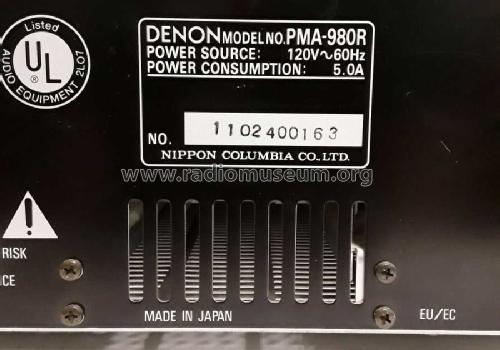 Listed
UL
®
AUDIO EQUIPMENT 2L07
DENON MODEL NO. PMA-980R
POWER SOURCE: 120V~60Hz
POWER CONSUMPTION: 5.0A
NO. 1102400163
NIPPON COLUMBIA CO., LTD.
www.radiomuseum.org
!
RISK
NCE
MADE IN JAPAN
EU/EC